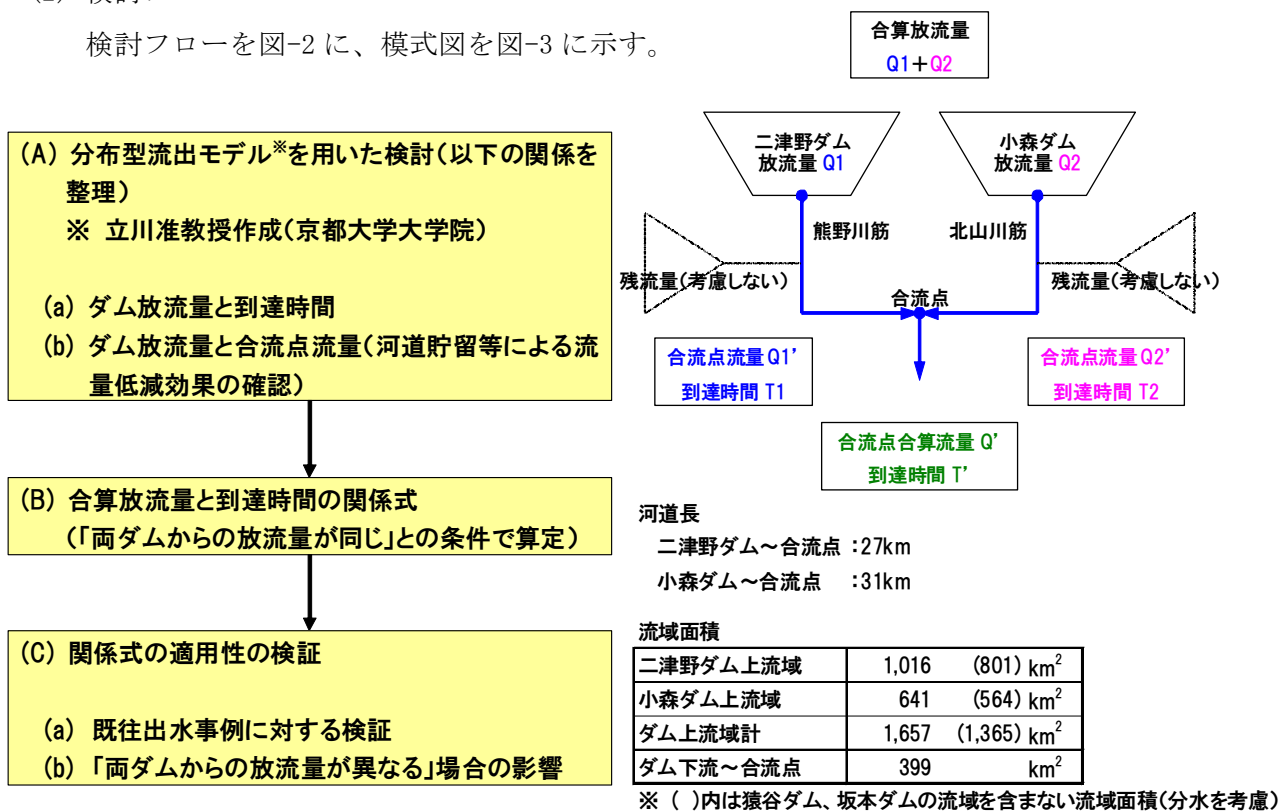 検討フローを図-2 に、模式図を図-3 に示す。
(A) 分布型流出モデル※を用いた検討(以下の関係を
整理)
※ 立川准教授作成(京都大学大学院)
(a) ダム放流量と到達時間
(b) ダム放流量と合流点流量(河道貯留等による流
量低減効果の確認)
(B) 合算放流量と到達時間の関係式
(「両ダムからの放流量が同じ」との条件で算定)
(C) 関係式の適用性の検証
(a) 既往出水事例に対する検証
(b) 「両ダムからの放流量が異なる」場合の影響
合算放流量
Q1+Q2
二津野ダム
放流量 Q1
小森ダム
放流量 Q2
熊野川筋
北山川筋
残流量(考慮しない)
残流量(考慮しない)
合流点
合流点流量Q1'
到達時間 T1
合流点流量Q2'
到達時間 T2
合流点合算流量 Q'
到達時間 T'
河道長
二津野ダム～合流点 :27km
小森ダム～合流点 :31km
流域面積
二津野ダム上流域 1,016 (801) km²
小森ダム上流域 641 (564) km²
ダム上流域計 1,657 (1,365) km²
ダム下流～合流点 399 km²
※ ( )内は猿谷ダム、坂本ダムの流域を含まない流域面積(分水を考慮)